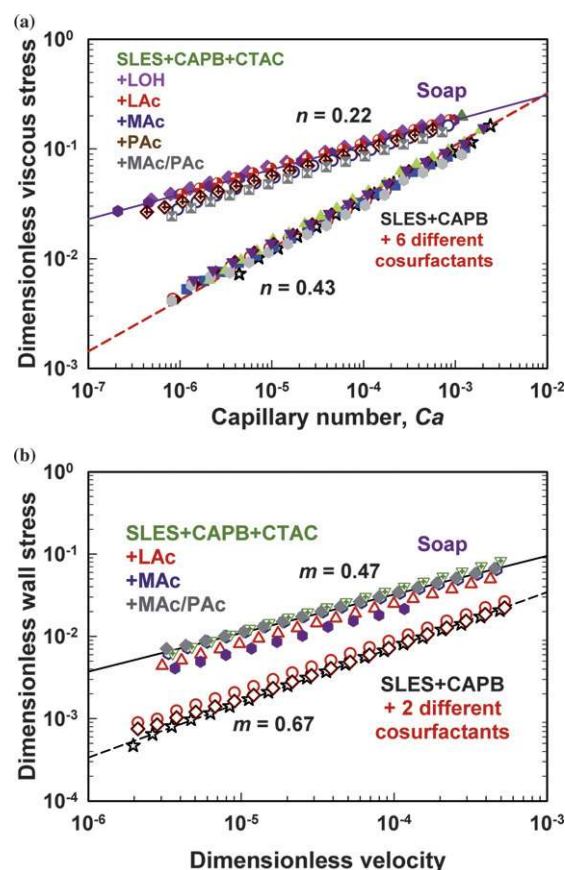 (a)
10^0
SLES+CAPB+CTAC
+LOH
+LAc
+MAc
+PAc
+MAc/PAc
Soap
n = 0.22
10^-1
10^-2
10^-3
SLES+CAPB
+ 6 different
cosurfactants
n = 0.43
Dimensionless viscous stress
10^-7 10^-6 10^-5 10^-4 10^-3 10^-2
Capillary number, Ca
(b)
10^0
SLES+CAPB+CTAC
+LAc
+MAc
+MAc/PAc
Soap
m = 0.47
10^-1
10^-2
10^-3
10^-4
SLES+CAPB
+ 2 different
cosurfactants
m = 0.67
Dimensionless wall stress
10^-6 10^-5 10^-4 10^-3
Dimensionless velocity